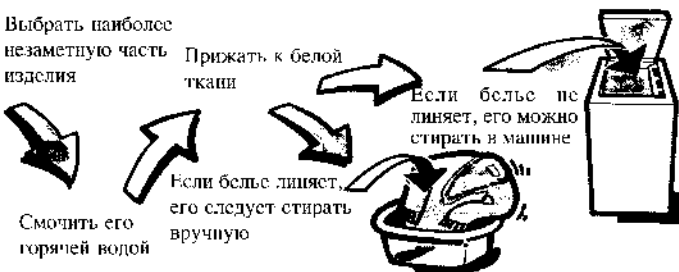 Выбрать наиболее
незаметную часть
изделия
Смочить его
горячей водой
Прижать к белой
ткани
Если белье линяет,
его следует стирать
вручную
Если белье не
линяет, его можно
стирать в машине